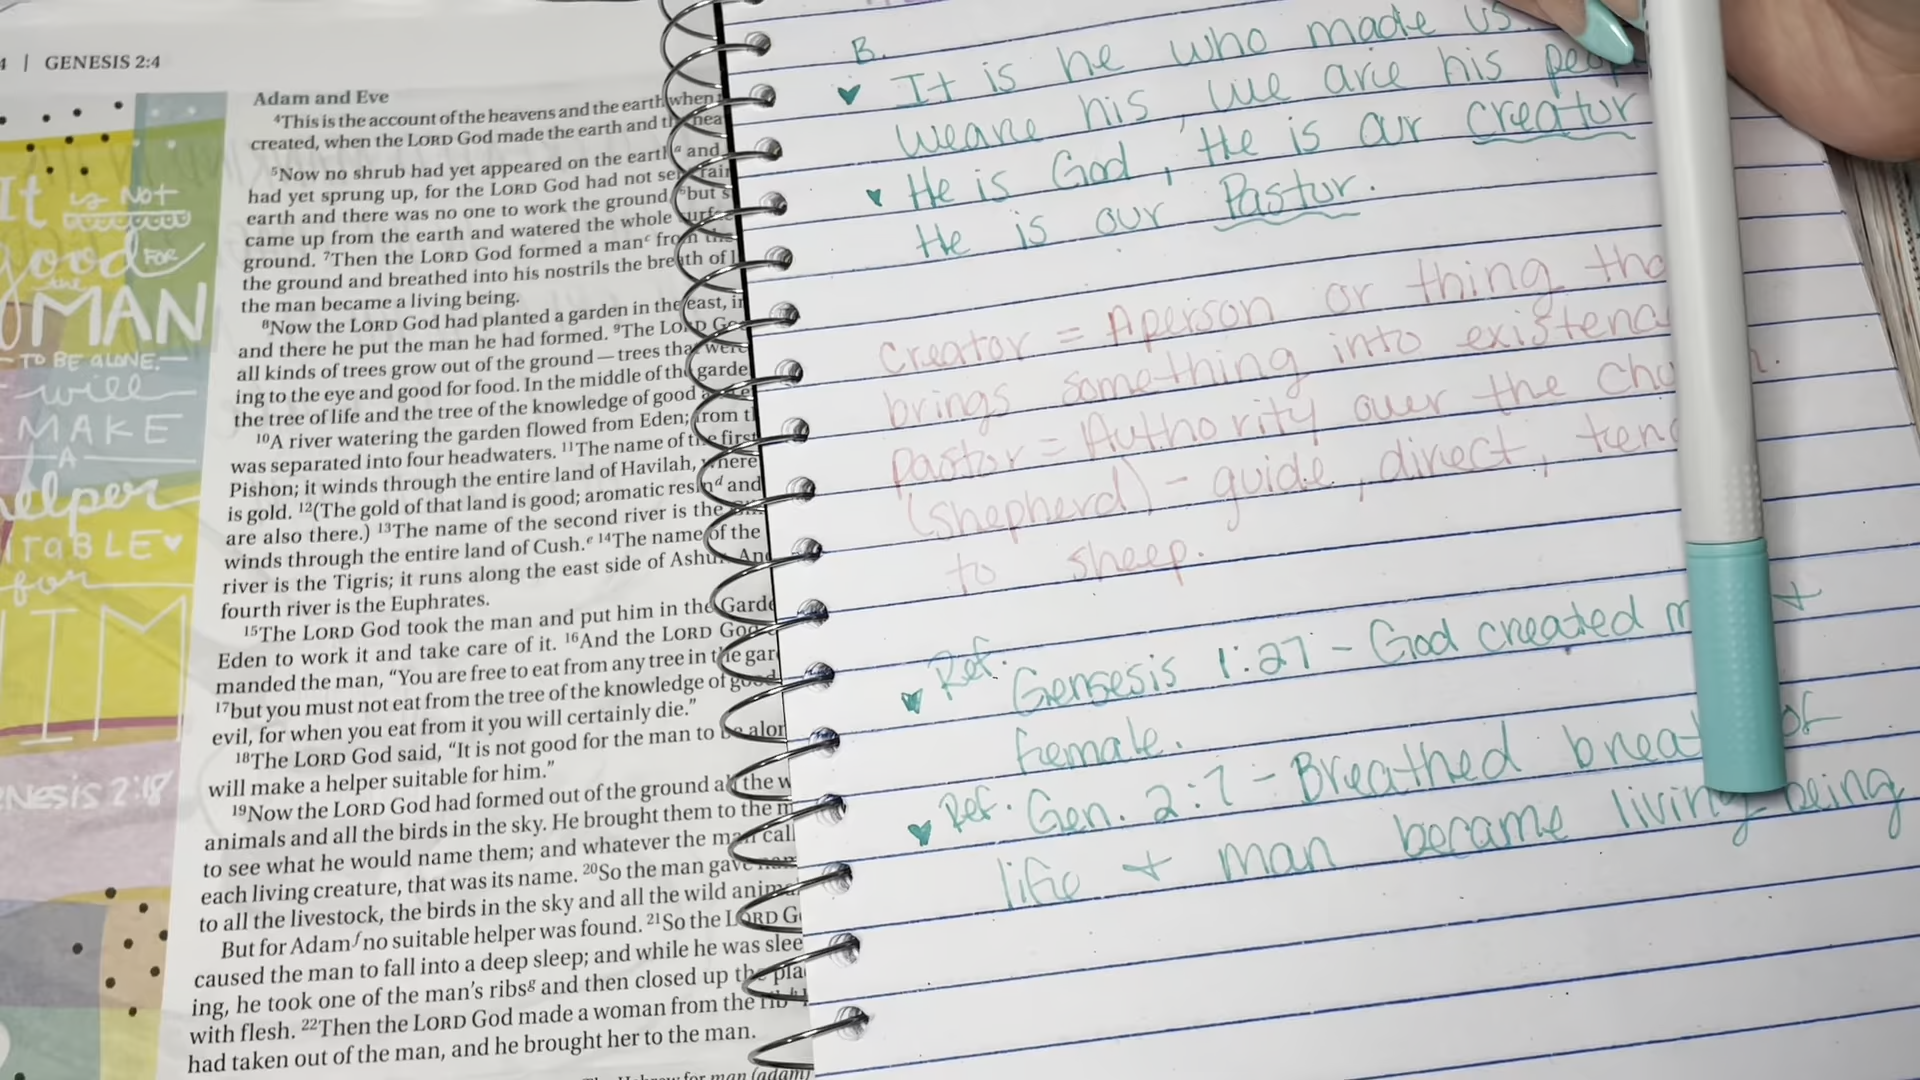 GENESIS 2:4
It is NOT
good FOR
the
MAN
TO BE ALONE.
will
MAKE
A
for
NESIS 2:18
Adam and Eve
4This is the account of the heavens and the earth when
created, when the LORD God made the earth and
5Now no shrub had yet appeared on the earth a and
had yet sprung up, for the LORD God had not
earth and there was no one to work the ground, b but
came up from the earth and watered the whole
ground. 7Then the LORD God formed a man c from the
the ground and breathed into his nostrils the breath of
the man became a living being.
8Now the LORD God had planted a garden in the east, in
and there he put the man he had formed. 9The LORD
all kinds of trees grow out of the ground—trees that were
ing to the eye and good for food. In the middle of the garde
the tree of life and the tree of the knowledge of good
10A river watering the garden flowed from Eden; from
was separated into four headwaters. 11The name of the first
Pishon; it winds through the entire land of Havilah, where
is gold. 12(The gold of that land is good; aromatic resin d and
are also there.) 13The name of the second river is the
winds through the entire land of Cush. e 14The name of the
river is the Tigris; it runs along the east side of Ashur. And
fourth river is the Euphrates.
15The LORD God took the man and put him in the Garde
Eden to work it and take care of it. 16And the LORD God
manded the man, “You are free to eat from any tree in the gar
17but you must not eat from the tree of the knowledge of good
evil, for when you eat from it you will certainly die.”
18The LORD God said, “It is not good for the man to be alon
will make a helper suitable for him.”
19Now the LORD God had formed out of the ground all the w
animals and all the birds in the sky. He brought them to the m
to see what he would name them; and whatever the man call
each living creature, that was its name. 20So the man gave
to all the livestock, the birds in the sky and all the wild
But for Adam f no suitable helper was found. 21So the LORD G
caused the man to fall into a deep sleep; and while he was slee
ing, he took one of the man’s ribs g and then closed up the pla
with flesh. 22Then the LORD God made a woman from the rib
had taken out of the man, and he brought her to the man.
for man (adam)
B.
It is he who made us
weare his, we are his
He is God, He is our creator
He is our Pastor.
creator = A person or thing
brings something into
pastor = Authority over the
(shepherd) - guide, direct,
to sheep.
Ref. Gensesis 1:27 - God created +
female.
Ref. Gen. 2:7 - Breathed of
life + man became living being